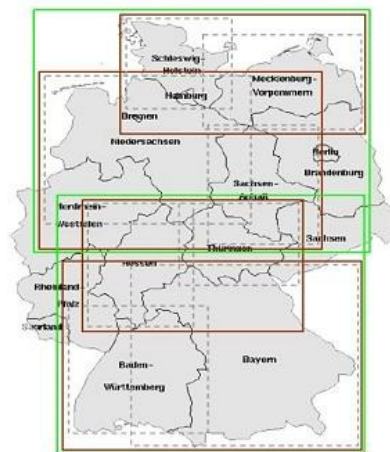 Schleswig-
Holstein
Mecklenburg-
Vorpommern
Hamburg
Bremen
Niedersachsen
Berlin
Brandenburg
Sachsen-
Anhalt
Nordrhein-
Westfalen
Sachsen
Thüringen
Hessen
Rheinland-
Pfalz
Saarland
Baden-
Württemberg
Bayern